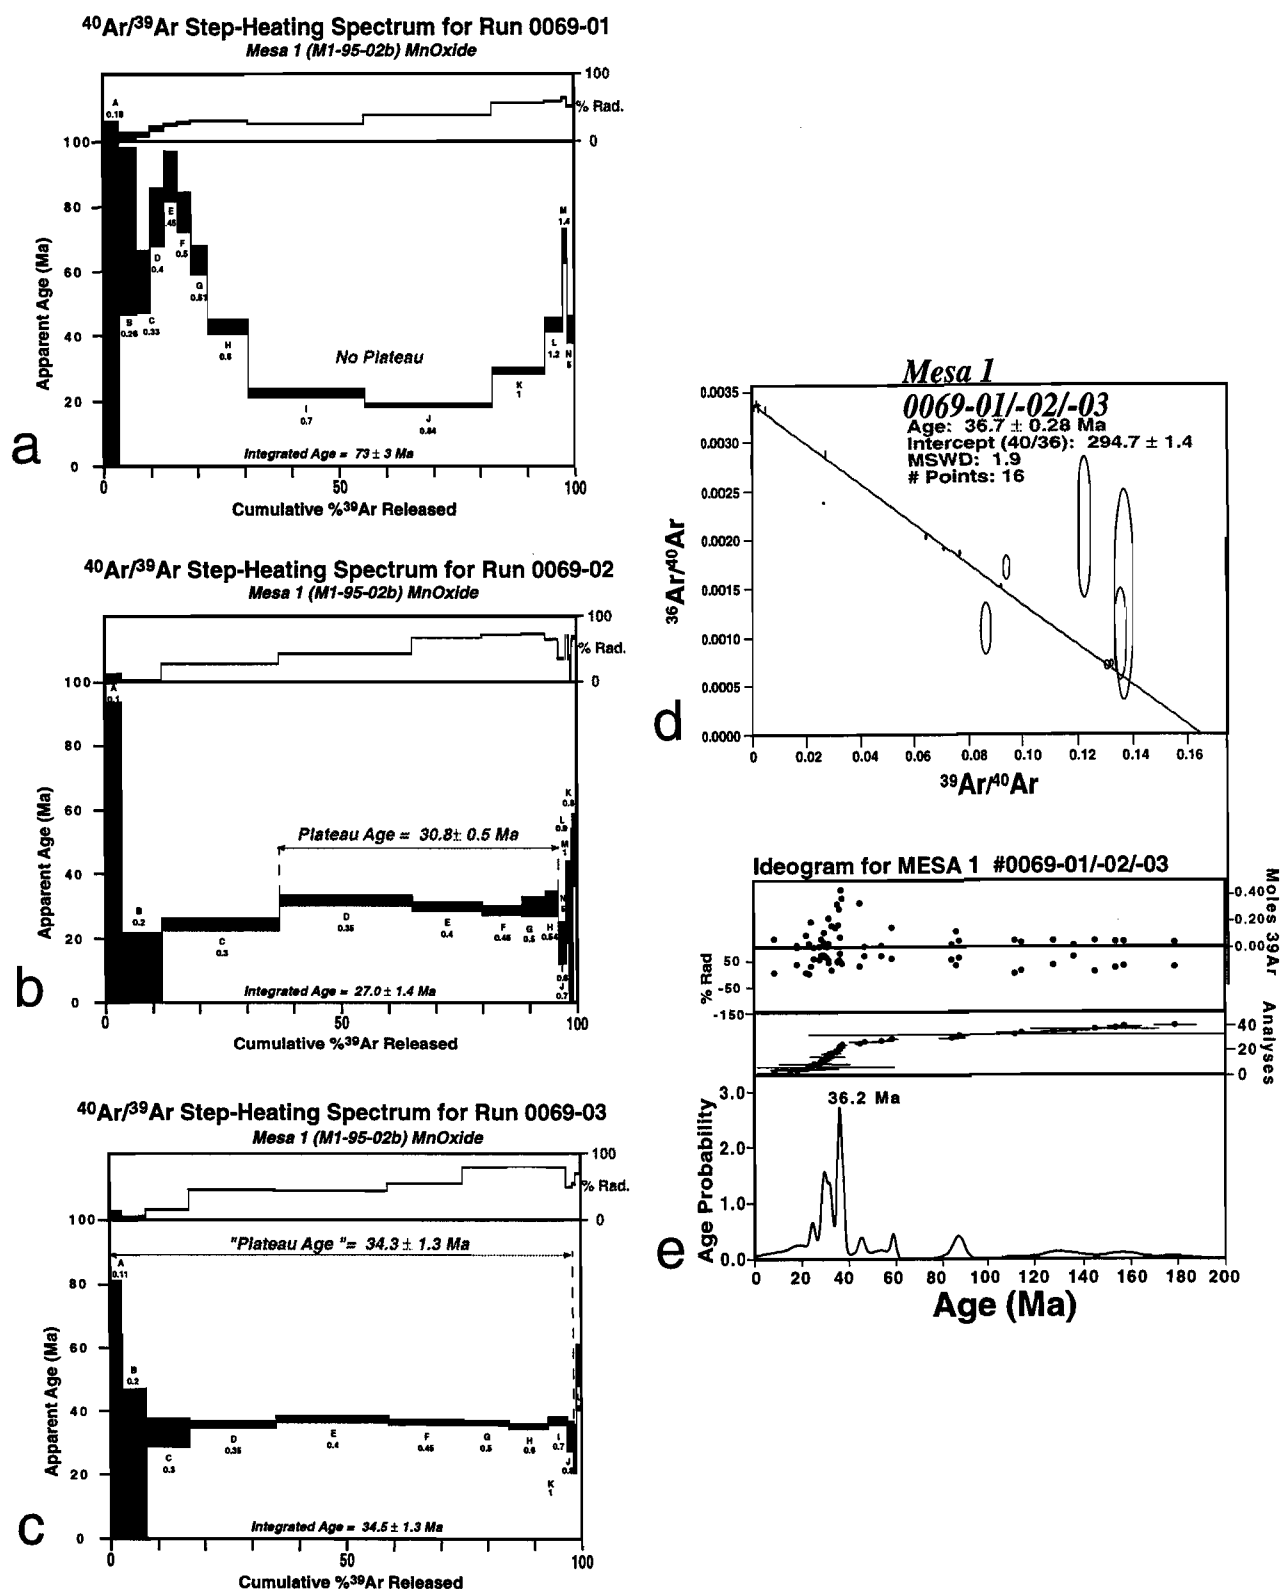 40Ar/39Ar Step-Heating Spectrum for Run 0069-01
Mesa 1 (M1-95-02b) MnOxide
100
% Rad.
0
A
0.18
100
80
60
40
20
0
Apparent Age (Ma)
B
0.26
C
0.33
D
0.4
E
.45
F
0.5
G
0.51
H
0.6
I
0.7
J
0.84
K
1
L
1.2
M
1.4
N
5
No Plateau
Integrated Age = 73 ± 3 Ma
a
0
50
100
Cumulative %39Ar Released
40Ar/39Ar Step-Heating Spectrum for Run 0069-02
Mesa 1 (M1-95-02b) MnOxide
100
% Rad.
0
A
0.1
100
80
60
40
20
0
Apparent Age (Ma)
Plateau Age = 30.8± 0.5 Ma
B
0.2
C
0.3
D
0.35
E
0.4
F
0.45
G
0.5
H
0.54
K
0.8
L
0.9
M
1
N
5
I
0.6
J
0.7
Integrated Age = 27.0 ± 1.4 Ma
b
0
50
100
Cumulative %39Ar Released
40Ar/39Ar Step-Heating Spectrum for Run 0069-03
Mesa 1 (M1-95-02b) MnOxide
100
% Rad.
0
100
80
60
40
20
0
Apparent Age (Ma)
"Plateau Age "= 34.3 ± 1.3 Ma
A
0.11
B
0.2
C
0.3
D
0.35
E
0.4
F
0.45
G
0.5
H
0.6
I
0.7
J
K
1
Integrated Age = 34.5 ± 1.3 Ma
c
0
50
100
Cumulative %39Ar Released
Mesa 1
0069-01/-02/-03
Age: 36.7 ± 0.28 Ma
Intercept (40/36): 294.7 ± 1.4
MSWD: 1.9
# Points: 16
0.0035
0.0030
0.0025
0.0020
0.0015
0.0010
0.0005
0.0000
36Ar/40Ar
d
0
0.02
0.04
0.06
0.08
0.10
0.12
0.14
0.16
39Ar/40Ar
Ideogram for MESA 1 #0069-01/-02/-03
0.40
0.20
0.00
Moles 39Ar
50
-50
-150
% Rad
40
20
0
Analyses
36.2 Ma
3.0
2.0
1.0
0.0
Age Probability
e
0
20
40
60
80
100
120
140
160
180
200
Age (Ma)